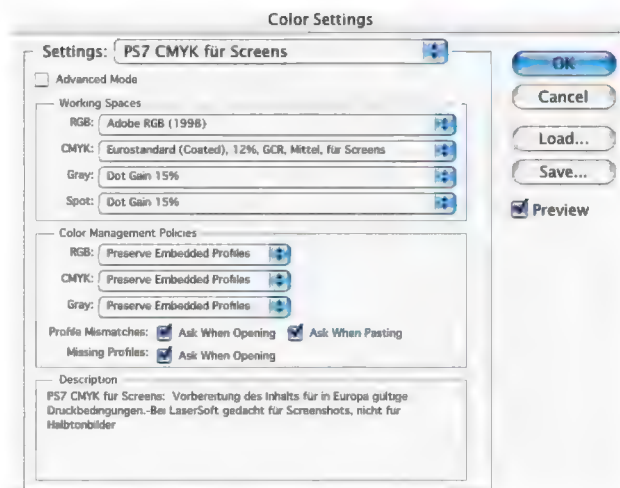 Color Settings
Settings: PS7 CMYK für Screens
Advanced Mode
Working Spaces
RGB: Adobe RGB (1998)
CMYK: Eurostandard (Coated), 12%, GCR, Mittel, für Screens
Gray: Dot Gain 15%
Spot: Dot Gain 15%
Color Management Policies
RGB: Preserve Embedded Profiles
CMYK: Preserve Embedded Profiles
Gray: Preserve Embedded Profiles
Profile Mismatches: Ask When Opening Ask When Pasting
Missing Profiles: Ask When Opening
Description
PS7 CMYK für Screens: Vorbereitung des Inhalts für in Europa gültige
Druckbedingungen.-Bei LaserSoft gedacht für Screenshots, nicht für
Halbtonbilder
OK
Cancel
Load...
Save...
Preview